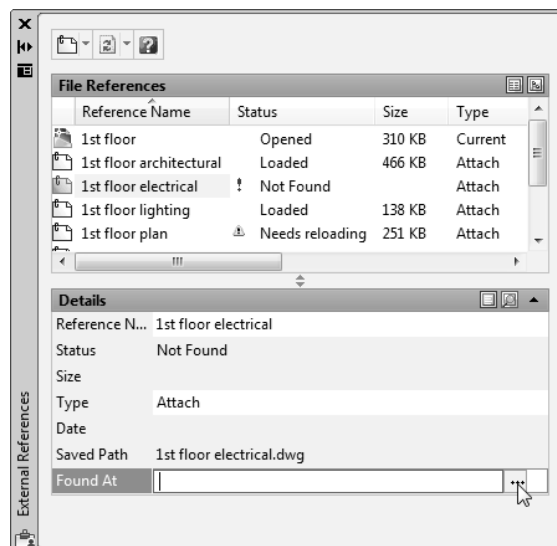 File References
Reference Name Status Size Type
1st floor Opened 310 KB Current
1st floor architectural Loaded 466 KB Attach
1st floor electrical ! Not Found Attach
1st floor lighting Loaded 138 KB Attach
1st floor plan Needs reloading 251 KB Attach
Details
Reference N... 1st floor electrical
Status Not Found
Size
Type Attach
Date
Saved Path 1st floor electrical.dwg
Found At
External References